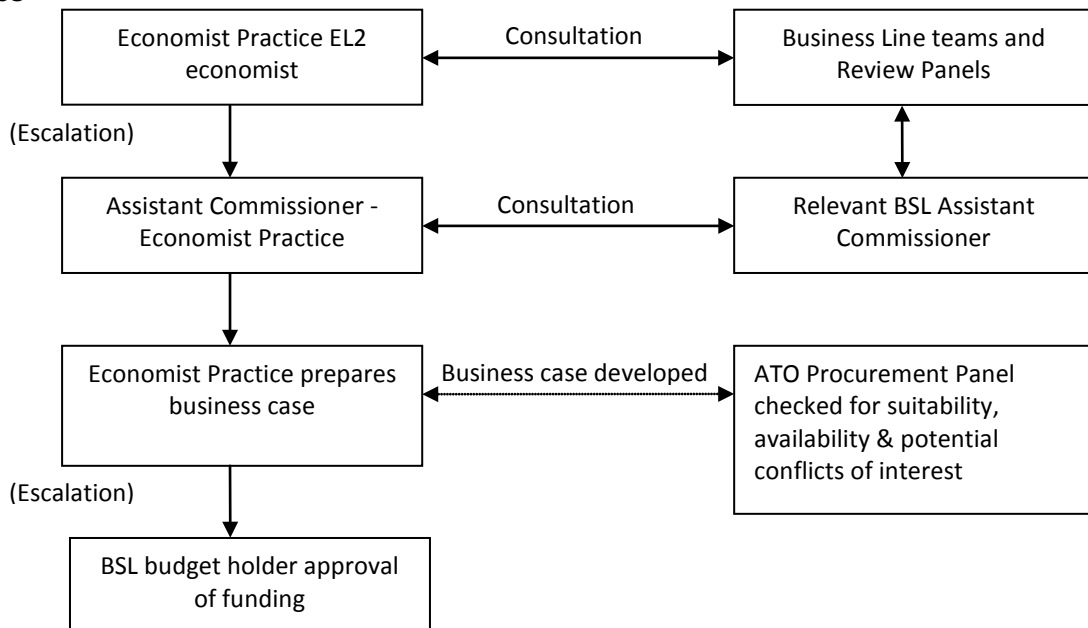 Economist Practice EL2
economist
Consultation
Business Line teams and
Review Panels
(Escalation)
Assistant Commissioner -
Economist Practice
Consultation
Relevant BSL Assistant
Commissioner
Economist Practice prepares
business case
Business case developed
ATO Procurement Panel
checked for suitability,
availability & potential
conflicts of interest
(Escalation)
BSL budget holder approval
of funding